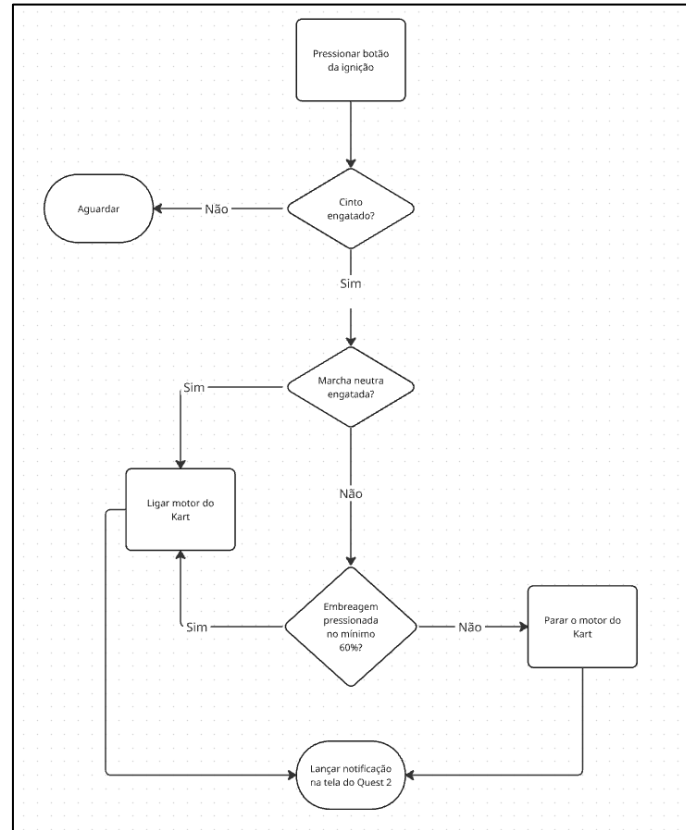 Pressionar botão
da ignição
Cinto
engatado?
Não
Aguardar
Sim
Marcha neutra
engatada?
Sim
Ligar motor do
Kart
Não
Embreagem
pressionada
no mínimo
60%?
Sim
Não
Parar o motor do
Kart
Lançar notificação
na tela do Quest 2